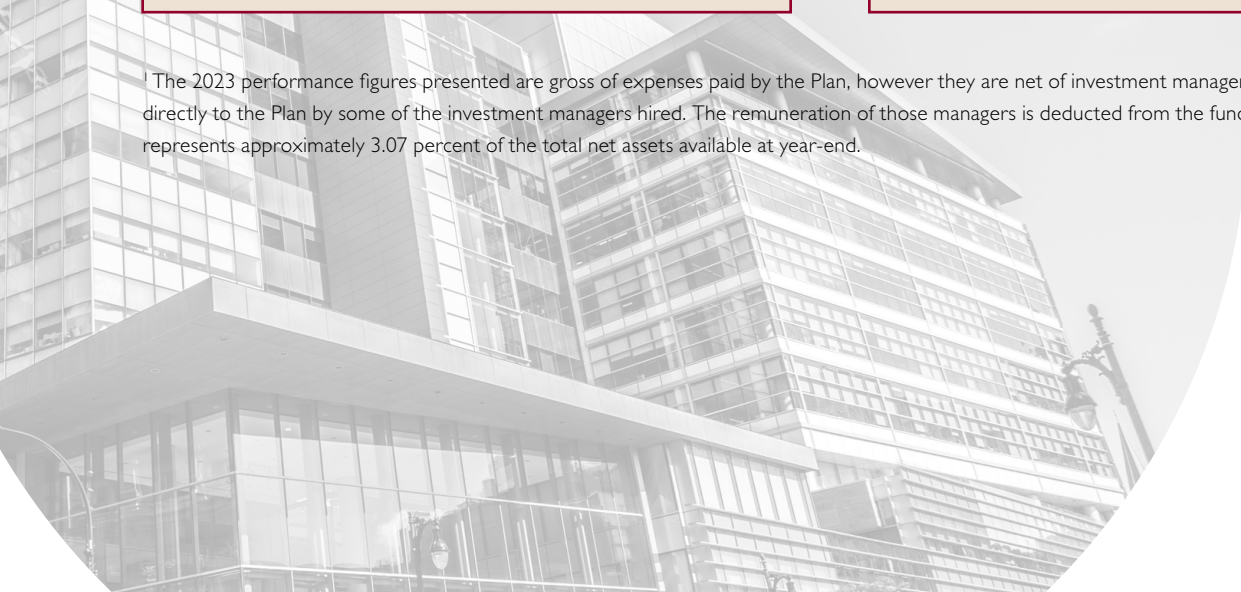 ¹ The 2023 performance figures presented are gross of expenses paid by the Plan, however they are net of investment manager
directly to the Plan by some of the investment managers hired. The remuneration of those managers is deducted from the
represents approximately 3.07 percent of the total net assets available at year-end.